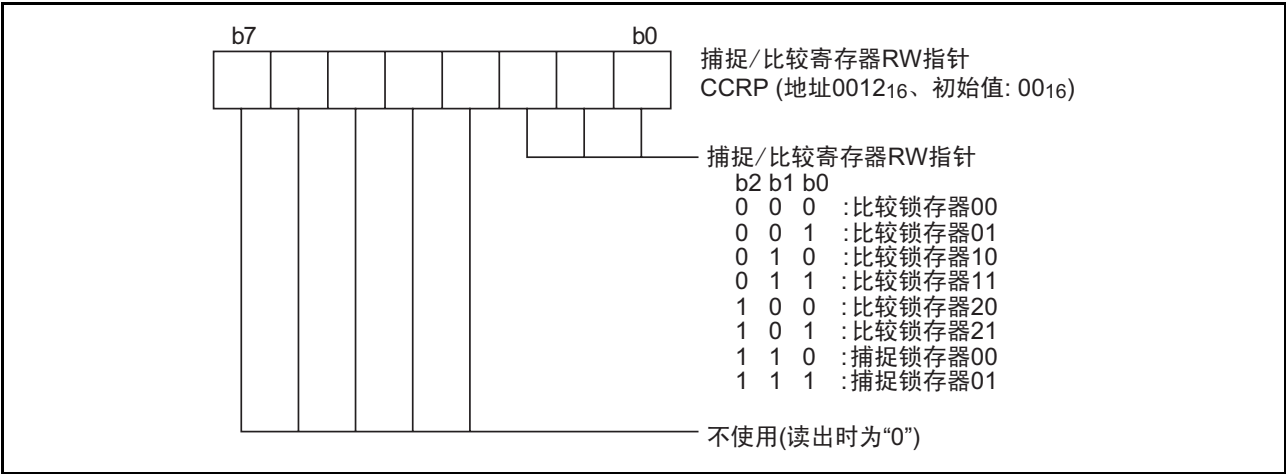 b7 b0
捕捉/比较寄存器RW指针
CCRP (地址0012₁₆、初始值: 00₁₆)
捕捉/比较寄存器RW指针
b2 b1 b0
0 0 0 :比较锁存器00
0 0 1 :比较锁存器01
0 1 0 :比较锁存器10
0 1 1 :比较锁存器11
1 0 0 :比较锁存器20
1 0 1 :比较锁存器21
1 1 0 :捕捉锁存器00
1 1 1 :捕捉锁存器01
不使用(读出时为“0”)